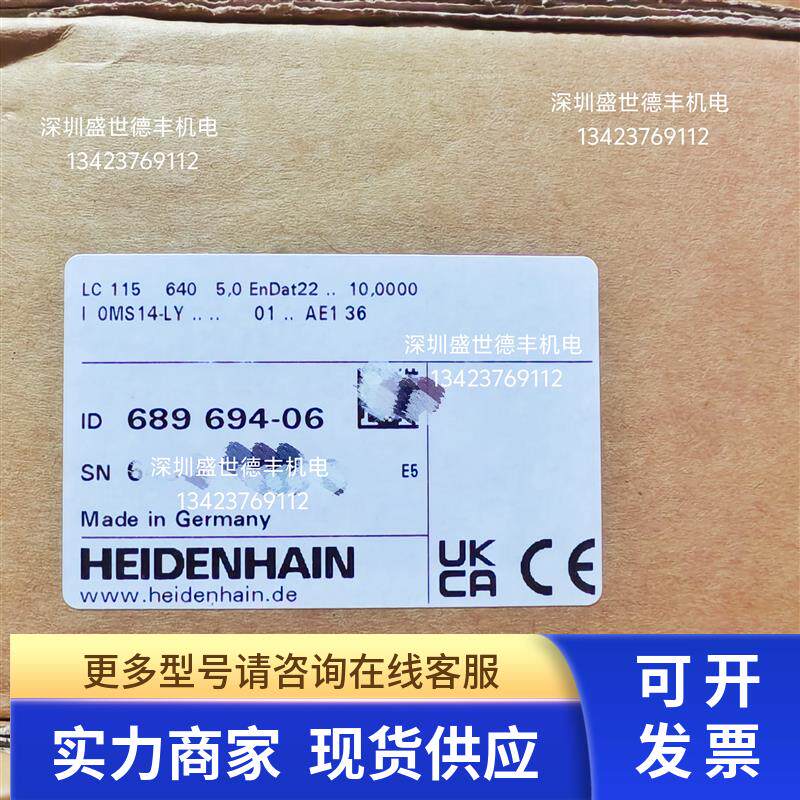 深圳盛世德丰机电
13423769112
深圳盛世德丰机电
13423769112
LC 115 640 5,0 EnDat22 .. 10,0000
I 0MS14-LY .. .. 01 .. AE1 36
深圳盛世德丰机电
13423769112
ID 689 694-06
SN 6
深圳盛世德丰机电
E5
13423769112
Made in Germany
HEIDENHAIN
www.heidenhain.de
UK
CA CE
更多型号请咨询在线客服
实力商家 现货供应
可开
发票